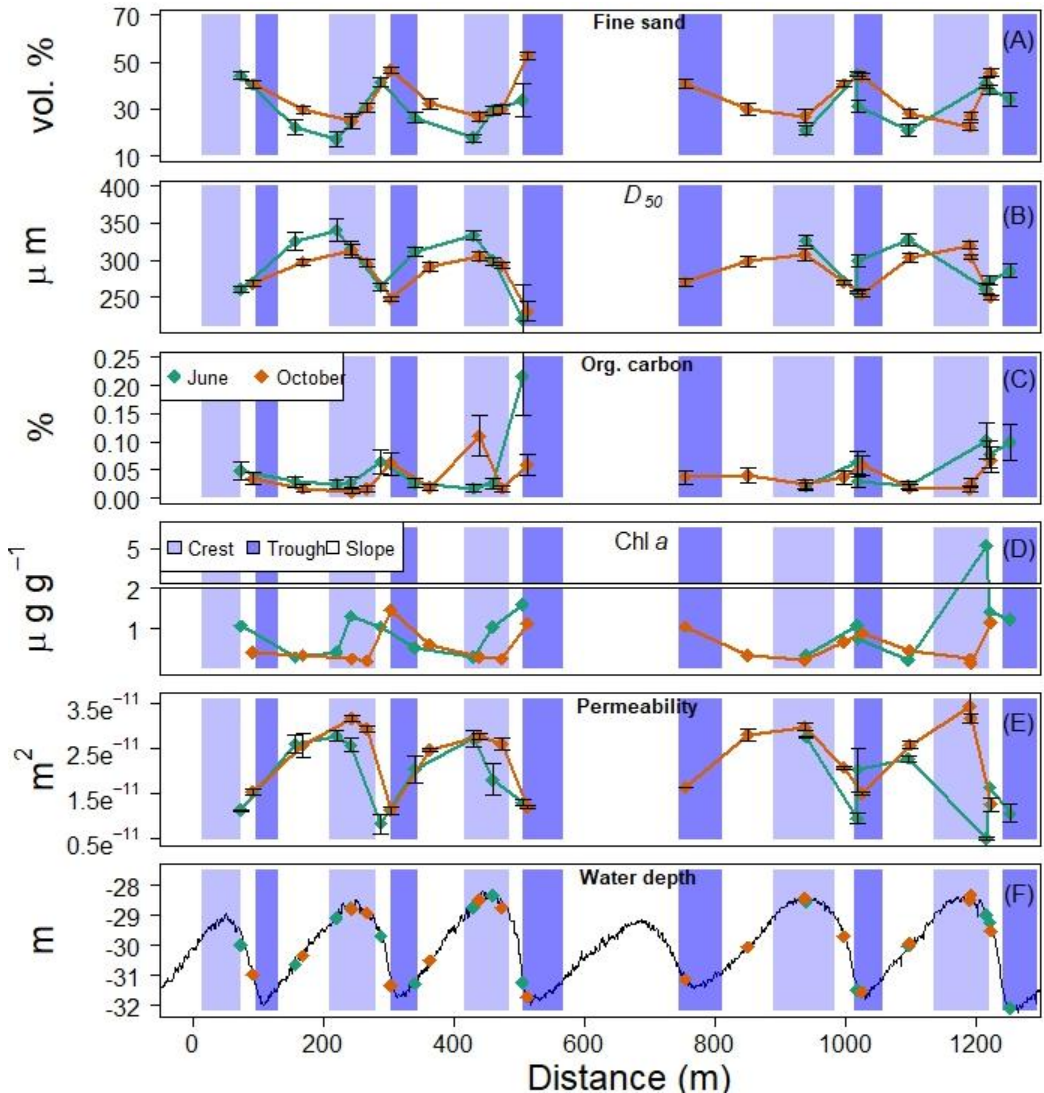 Fine sand
(A)
70
50
30
10
vol. %
D 50
(B)
400
350
300
250
μ m
Org. carbon
(C)
June October
0.25
0.20
0.15
0.10
0.05
0.00
%
Chl a
(D)
Crest Trough Slope
5
2
1
μg g⁻¹
Permeability
(E)
3.5e⁻¹¹
2.5e⁻¹¹
1.5e⁻¹¹
0.5e⁻¹¹
m²
Water depth
(F)
-28
-29
-30
-31
-32
m
0 200 400 600 800 1000 1200
Distance (m)